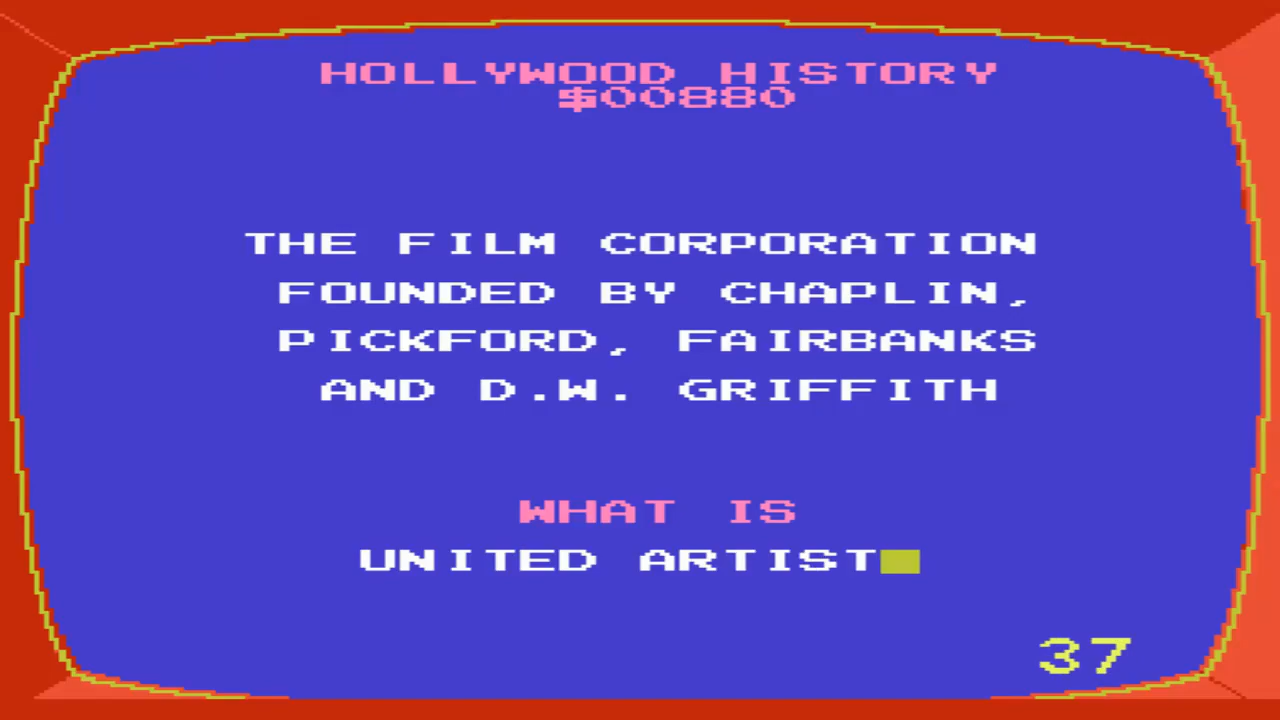 HOLLYWOOD HISTORY
$00880
THE FILM CORPORATION
FOUNDED BY CHAPLIN,
PICKFORD, FAIRBANKS
AND D.W. GRIFFITH
WHAT IS
UNITED ARTIST
37